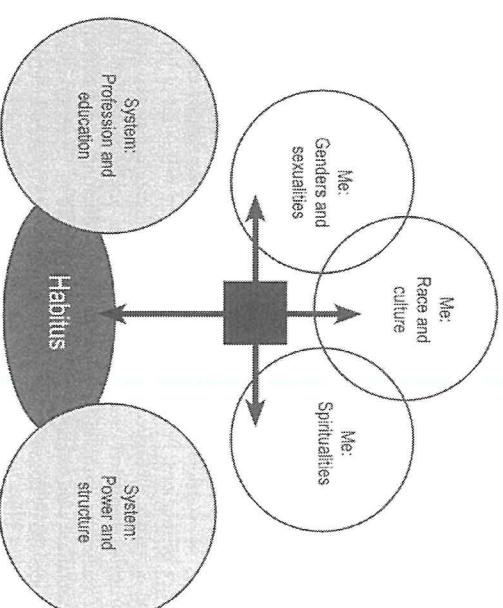 Me:
Race and
culture
Me:
Genders and
sexualities
Me:
Spiritualities
System:
Profession and
education
System:
Power and
structure
Habitus